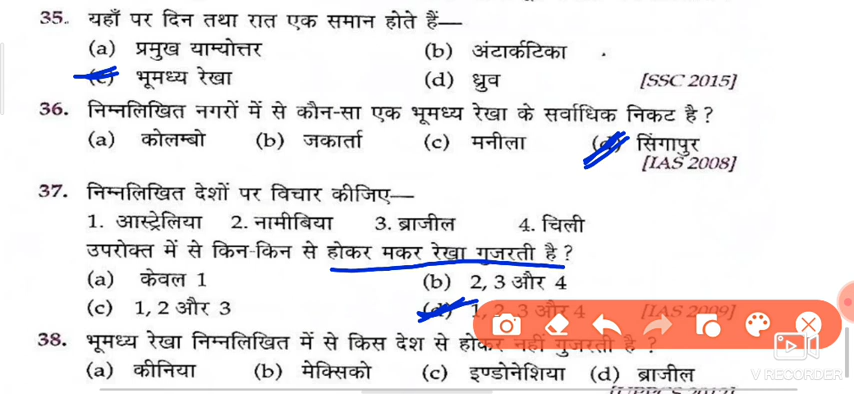 35. यहाँ पर दिन तथा रात एक समान होते हैं—
(a) प्रमुख याम्योत्तर (b) अंटार्कटिका
(c) भूमध्य रेखा (d) ध्रुव [SSC 2015]
36. निम्नलिखित नगरों में से कौन-सा एक भूमध्य रेखा के सर्वाधिक निकट है ?
(a) कोलम्बो (b) जकार्ता (c) मनीला (d) सिंगापुर
[IAS 2008]
37. निम्नलिखित देशों पर विचार कीजिए—
1. आस्ट्रेलिया 2. नामीबिया 3. ब्राजील 4. चिली
उपरोक्त में से किन-किन से होकर मकर रेखा गुजरती है ?
(a) केवल 1 (b) 2, 3 और 4
(c) 1, 2 और 3 (d) 1, 2, 3 और 4 [IAS 2009]
38. भूमध्य रेखा निम्नलिखित में से किस देश से होकर नहीं गुजरती है ?
(a) कीनिया (b) मेक्सिको (c) इण्डोनेशिया (d) ब्राजील
V RECORDER